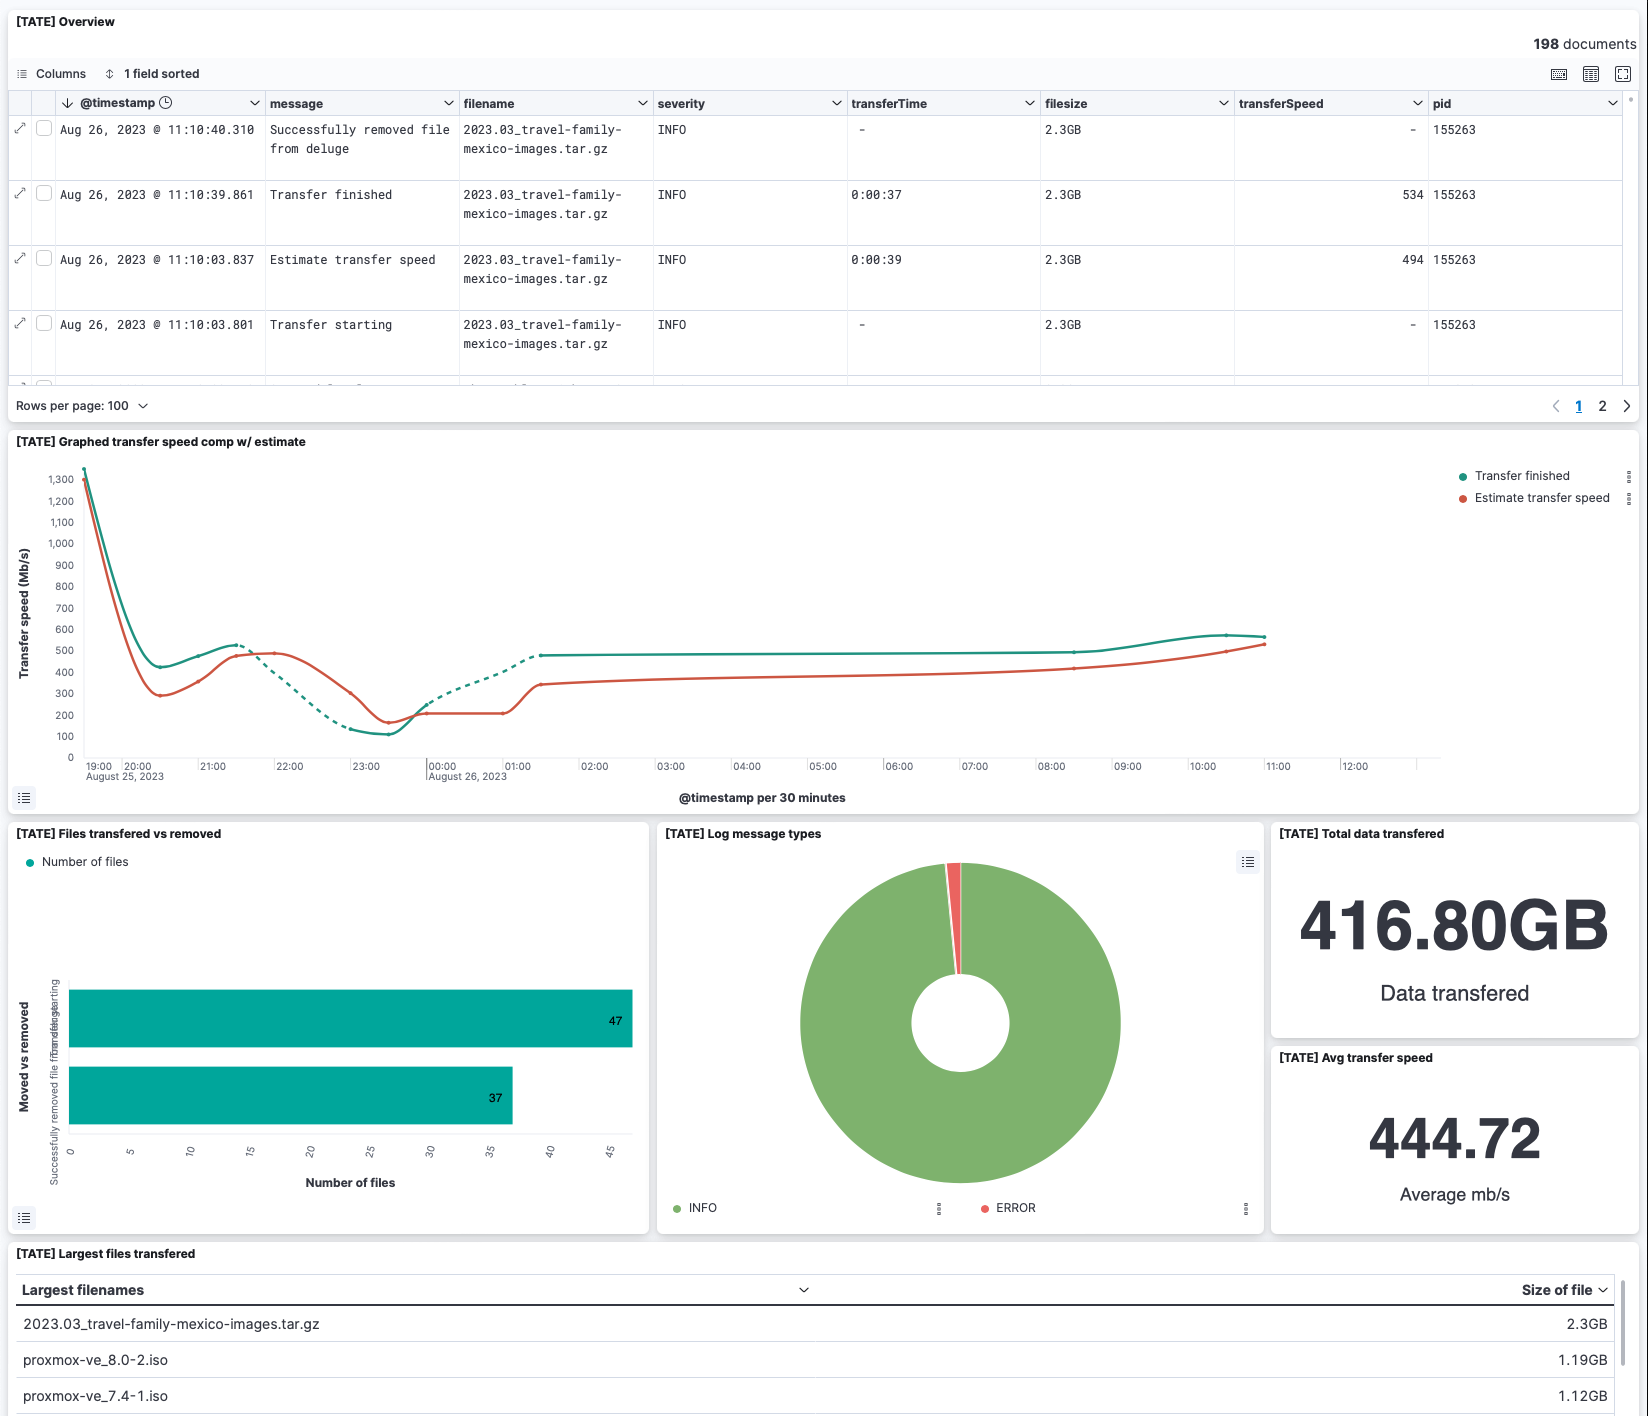 [TATE] Overview
198 documents
Columns 1 field sorted
@timestamp message filename severity transferTime filesize transferSpeed pid
Aug 26, 2023 @ 11:10:40.310 Successfully removed file 2023.03_travel-family- INFO - 2.3GB - 155263
from deluge mexico-images.tar.gz
Aug 26, 2023 @ 11:10:39.861 Transfer finished 2023.03_travel-family- INFO 0:00:37 2.3GB 534 155263
mexico-images.tar.gz
Aug 26, 2023 @ 11:10:03.837 Estimate transfer speed 2023.03_travel-family- INFO 0:00:39 2.3GB 494 155263
mexico-images.tar.gz
Aug 26, 2023 @ 11:10:03.801 Transfer starting 2023.03_travel-family- INFO - 2.3GB - 155263
mexico-images.tar.gz
Rows per page: 100 1 2
[TATE] Graphed transfer speed comp w/ estimate
Transfer finished
Estimate transfer speed
Transfer speed (Mb/s)
1,300
1,200
1,100
1,000
900
800
700
600
500
400
300
200
100
0
19:00 20:00 21:00 22:00 23:00 00:00 01:00 02:00 03:00 04:00 05:00 06:00 07:00 08:00 09:00 10:00 11:00 12:00
August 25, 2023 August 26, 2023
@timestamp per 30 minutes
[TATE] Files transfered vs removed
Number of files
Moved vs removed
Transfer starting
47
Successfully removed file from deluge
37
0 5 10 15 20 25 30 35 40 45
Number of files
[TATE] Log message types
INFO ERROR
[TATE] Total data transfered
416.80GB
Data transfered
[TATE] Avg transfer speed
444.72
Average mb/s
[TATE] Largest files transfered
Largest filenames Size of file
2023.03_travel-family-mexico-images.tar.gz 2.3GB
proxmox-ve_8.0-2.iso 1.19GB
proxmox-ve_7.4-1.iso 1.12GB